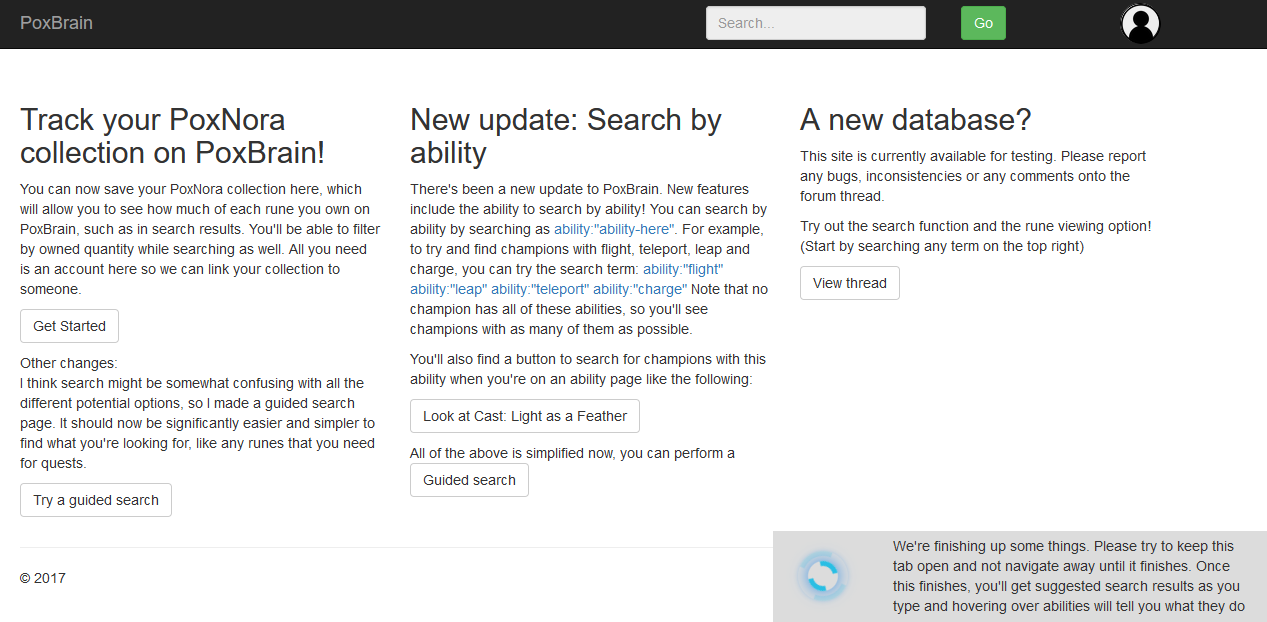 PoxBrain
Search...
Go
Track your PoxNora
collection on PoxBrain!
You can now save your PoxNora collection here, which
will allow you to see how much of each rune you own on
PoxBrain, such as in search results. You'll be able to filter
by owned quantity while searching as well. All you need
is an account here so we can link your collection to
someone.
Get Started
Other changes:
I think search might be somewhat confusing with all the
different potential options, so I made a guided search
page. It should now be significantly easier and simpler to
find what you're looking for, like any runes that you need
for quests.
Try a guided search
New update: Search by
ability
There's been a new update to PoxBrain. New features
include the ability to search by ability! You can search by
ability by searching as ability:"ability-here". For example,
to try and find champions with flight, teleport, leap and
charge, you can try the search term: ability:"flight"
ability:"leap" ability:"teleport" ability:"charge" Note that no
champion has all of these abilities, so you'll see
champions with as many of them as possible.
You'll also find a button to search for champions with this
ability when you're on an ability page like the following:
Look at Cast: Light as a Feather
All of the above is simplified now, you can perform a
Guided search
A new database?
This site is currently available for testing. Please report
any bugs, inconsistencies or any comments onto the
forum thread.
Try out the search function and the rune viewing option!
(Start by searching any term on the top right)
View thread
© 2017
We're finishing up some things. Please try to keep this
tab open and not navigate away until it finishes. Once
this finishes, you'll get suggested search results as you
type and hovering over abilities will tell you what they do